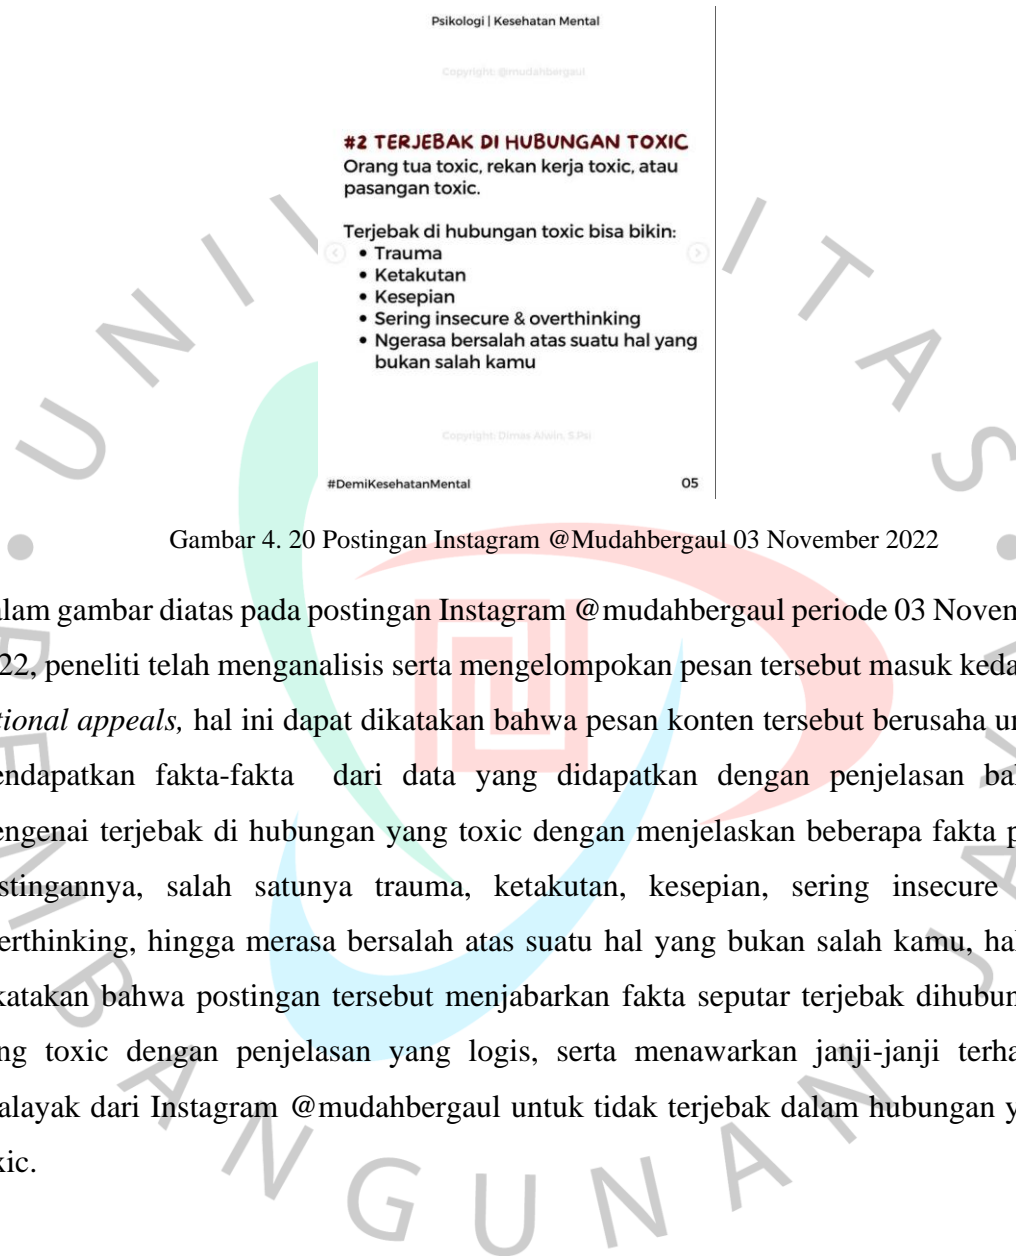 Psikologi | Kesehatan Mental
Copyright: @mudahbergaul
#2 TERJEBAK DI HUBUNGAN TOXIC
Orang tua toxic, rekan kerja toxic, atau
pasangan toxic.
Terjebak di hubungan toxic bisa bikin:
• Trauma
• Ketakutan
• Kesepian
• Sering insecure & overthinking
• Ngerasa bersalah atas suatu hal yang
bukan salah kamu
Copyright: Dimas Alwin, S.Psi
#DemiKesehatanMental 05
Gambar 4. 20 Postingan Instagram @Mudahbergaul 03 November 2022
alam gambar diatas pada postingan Instagram @mudahbergaul periode 03 Novem
22, peneliti telah menganalisis serta mengelompokan pesan tersebut masuk keda
tional appeals, hal ini dapat dikatakan bahwa pesan konten tersebut berusaha un
endapatkan fakta-fakta dari data yang didapatkan dengan penjelasan bah
engenai terjebak di hubungan yang toxic dengan menjelaskan beberapa fakta p
stingannya, salah satunya trauma, ketakutan, kesepian, sering insecure
erthinking, hingga merasa bersalah atas suatu hal yang bukan salah kamu, hal
katakan bahwa postingan tersebut menjabarkan fakta seputar terjebak dihubun
ng toxic dengan penjelasan yang logis, serta menawarkan janji-janji terha
alayak dari Instagram @mudahbergaul untuk tidak terjebak dalam hubungan y
xic.